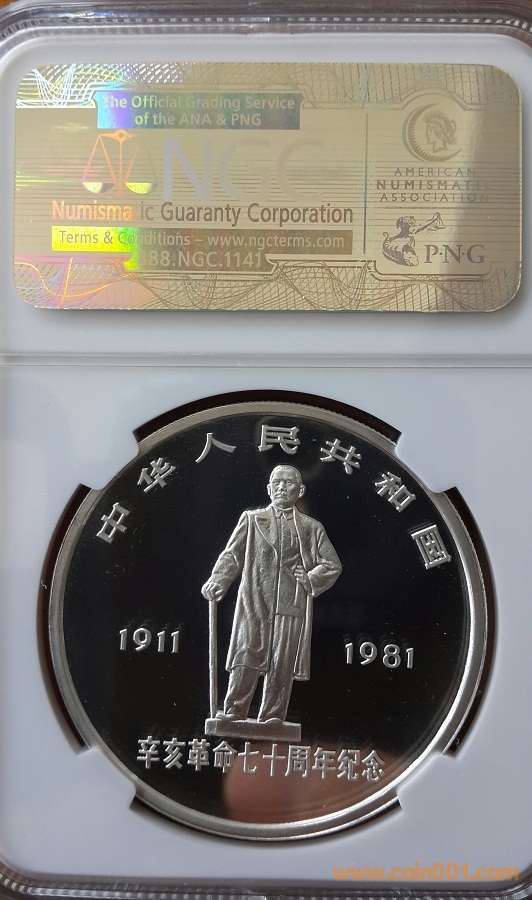 the Official Grading Service
of the ANA & PNG
NGC
Numismatic Guaranty Corporation
Terms & Conditions – www.ngcterms.com
888.NGC.1141
AMERICAN
NUMISMATIC
ASSOCIATION
P·N·G
中华人民共和国
1911
1981
辛亥革命七十周年纪念
www.coin001.com